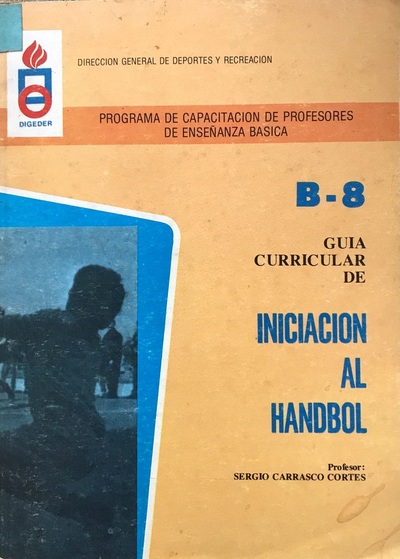 DIGEDER
DIRECCION GENERAL DE DEPORTES Y RECREACION
PROGRAMA DE CAPACITACION DE PROFESORES
DE ENSEÑANZA BASICA
B-8
GUIA
CURRICULAR
DE
INICIACION
AL
HANDBOL
Profesor:
SERGIO CARRASCO CORTES